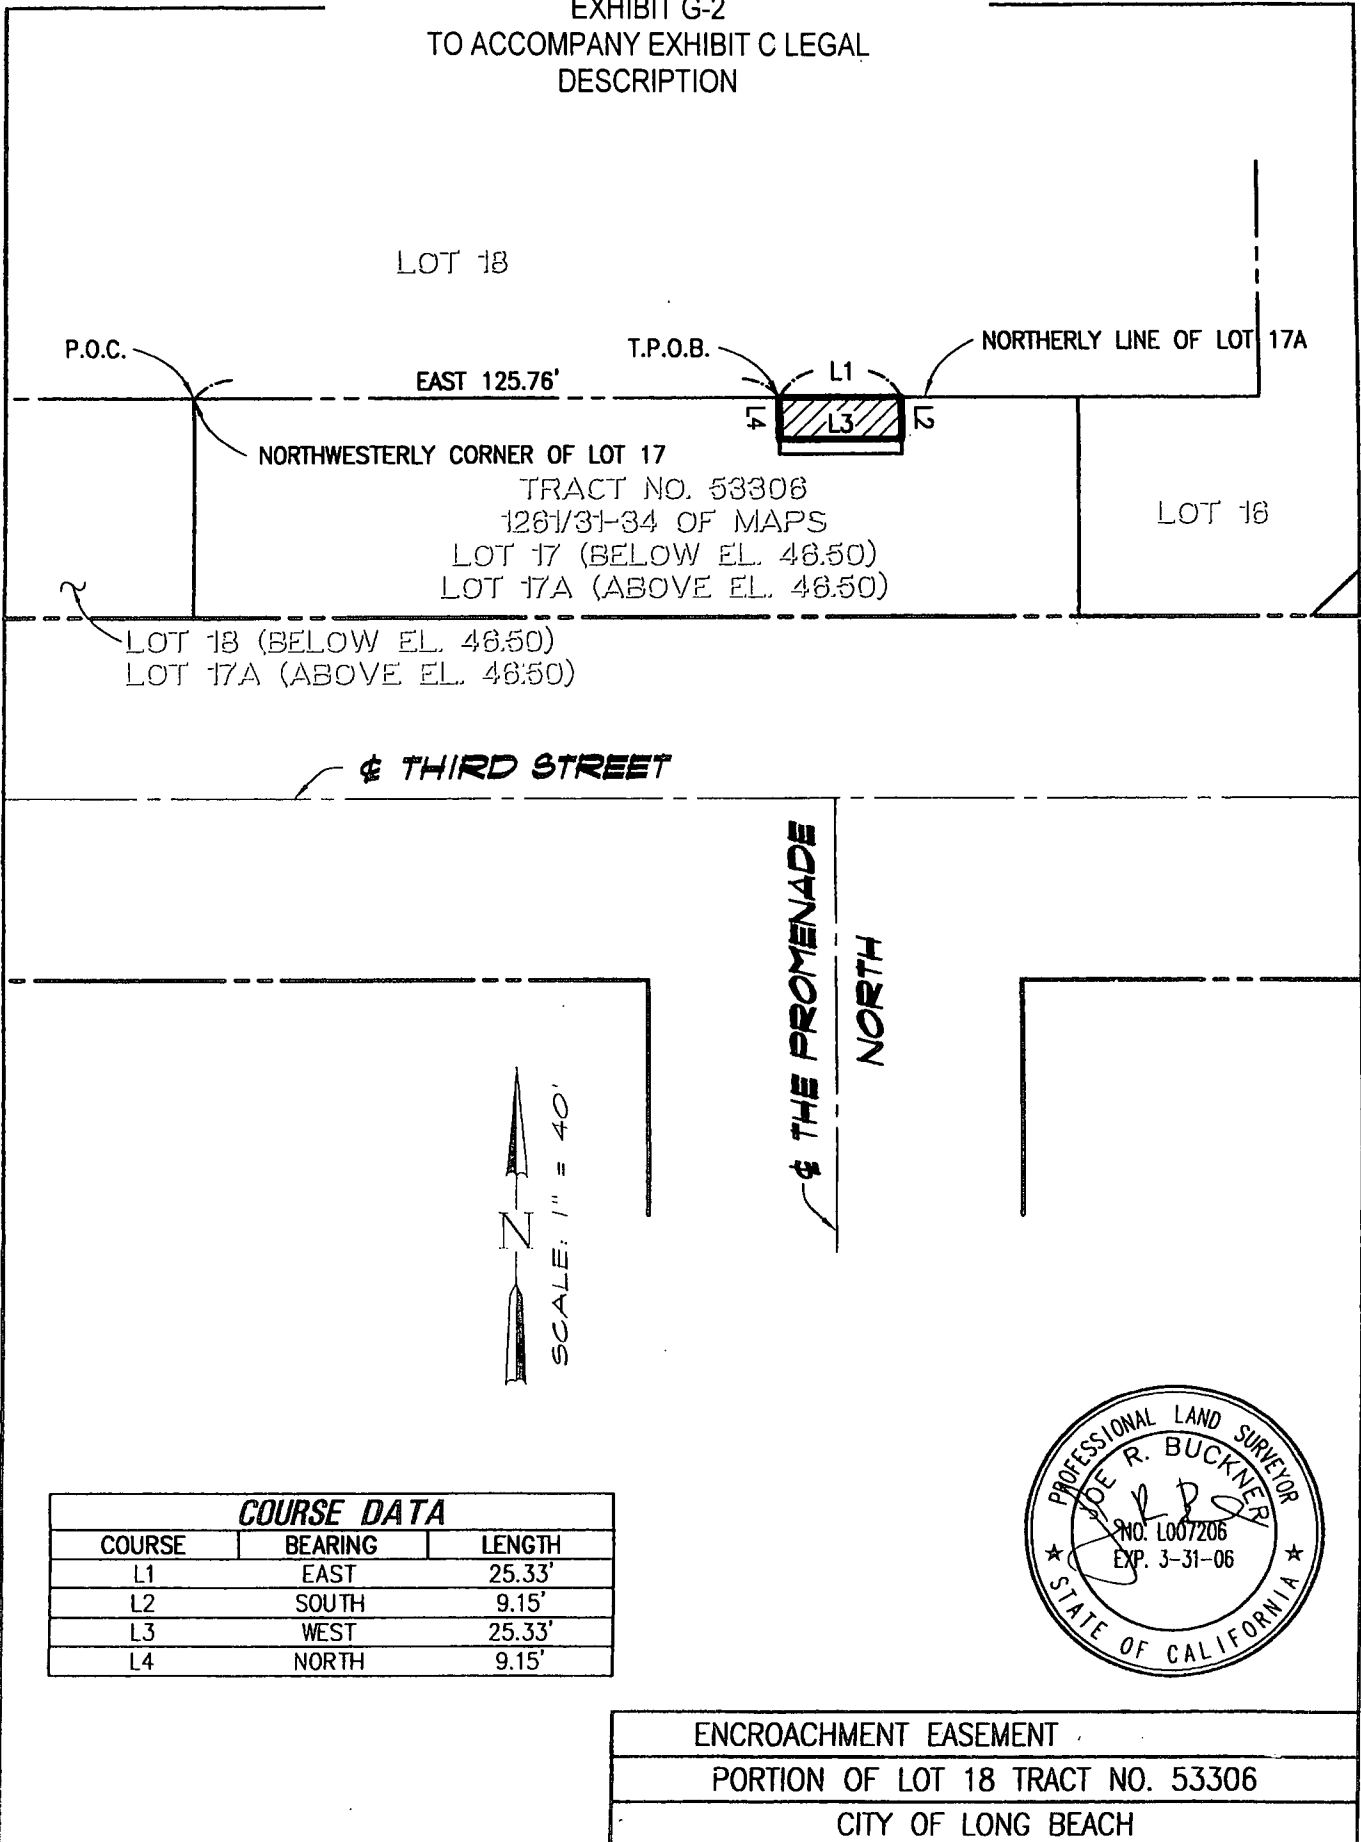 EXHIBIT G-2
TO ACCOMPANY EXHIBIT C LEGAL
DESCRIPTION
LOT 18
P.O.C.
T.P.O.B.
NORTHERLY LINE OF LOT 17A
EAST 125.76'
L1
L4
L3
L2
NORTHWESTERLY CORNER OF LOT 17
TRACT NO. 53306
1261/31-34 OF MAPS
LOT 17 (BELOW EL. 46.50)
LOT 17A (ABOVE EL. 46.50)
LOT 16
LOT 18 (BELOW EL. 46.50)
LOT 17A (ABOVE EL. 46.50)
℄ THIRD STREET
℄ THE PROMENADE
NORTH
N
SCALE: 1" = 40'
COURSE DATA
COURSE BEARING LENGTH
L1 EAST 25.33'
L2 SOUTH 9.15'
L3 WEST 25.33'
L4 NORTH 9.15'
PROFESSIONAL LAND SURVEYOR
JOE R. BUCKNER
NO. L007206
EXP. 3-31-06
STATE OF CALIFORNIA
ENCROACHMENT EASEMENT
PORTION OF LOT 18 TRACT NO. 53306
CITY OF LONG BEACH